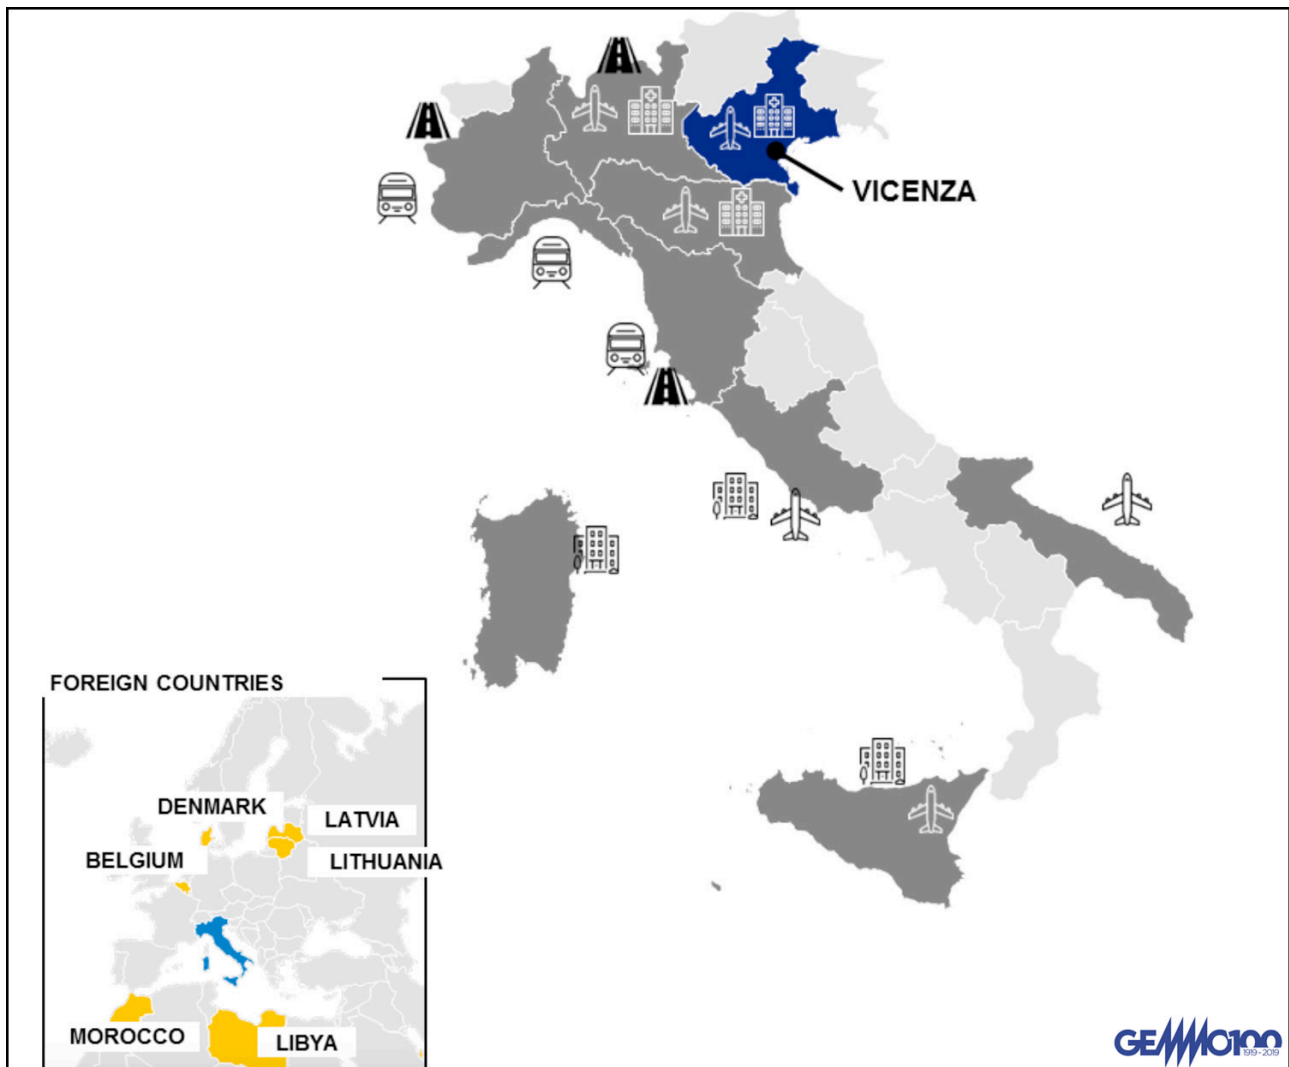 VICENZA
FOREIGN COUNTRIES
DENMARK
LATVIA
BELGIUM
LITHUANIA
MOROCCO
LIBYA
GEMMO100
1919-2019